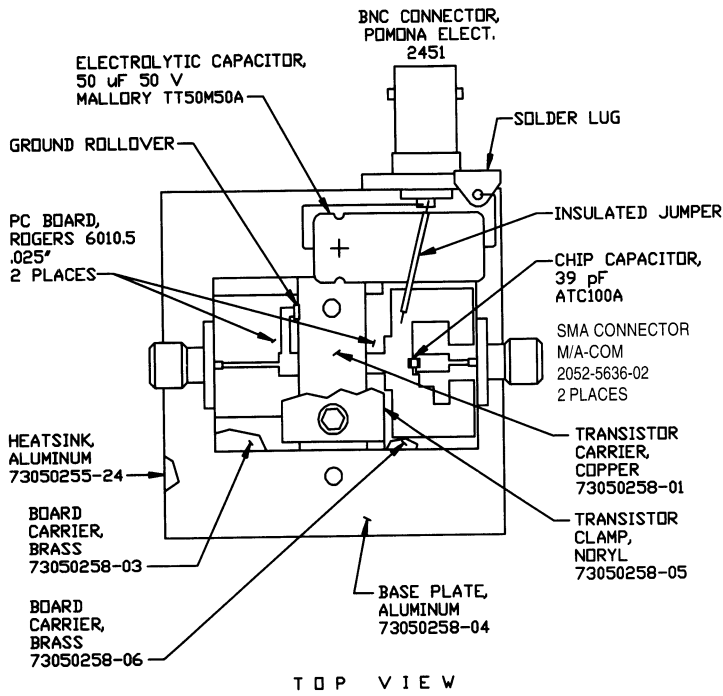 BNC CONNECTOR,
POMONA ELECT.
2451
ELECTROLYTIC CAPACITOR,
50 uF 50 V
MALLORY TT50M50A
SOLDER LUG
GROUND ROLLOVER
PC BOARD,
ROGERS 6010.5
.025"
2 PLACES
INSULATED JUMPER
CHIP CAPACITOR,
39 pF
ATC100A
SMA CONNECTOR
M/A-COM
2052-5636-02
2 PLACES
HEATSINK,
ALUMINUM
73050255-24
TRANSISTOR
CARRIER,
COPPER
73050258-01
BOARD
CARRIER,
BRASS
73050258-03
TRANSISTOR
CLAMP,
NORYL
73050258-05
BASE PLATE,
ALUMINUM
73050258-04
BOARD
CARRIER,
BRASS
73050258-06
TOP VIEW